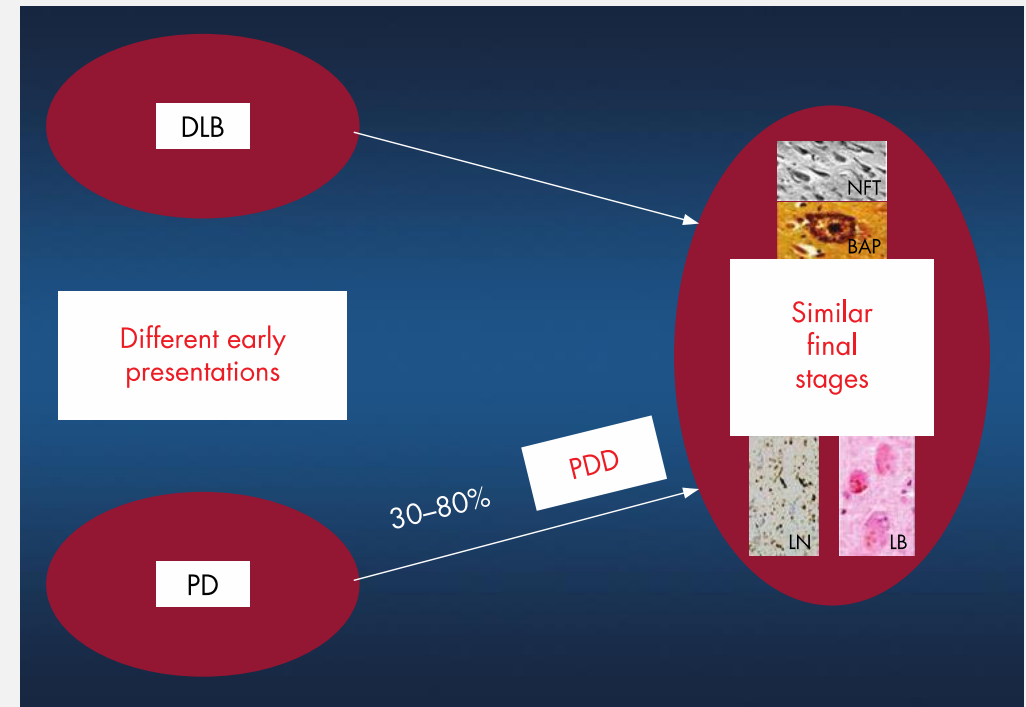 DLB
NFT
BAP
Different early
presentations
Similar
final
stages
PDD
30–80%
LN
LB
PD